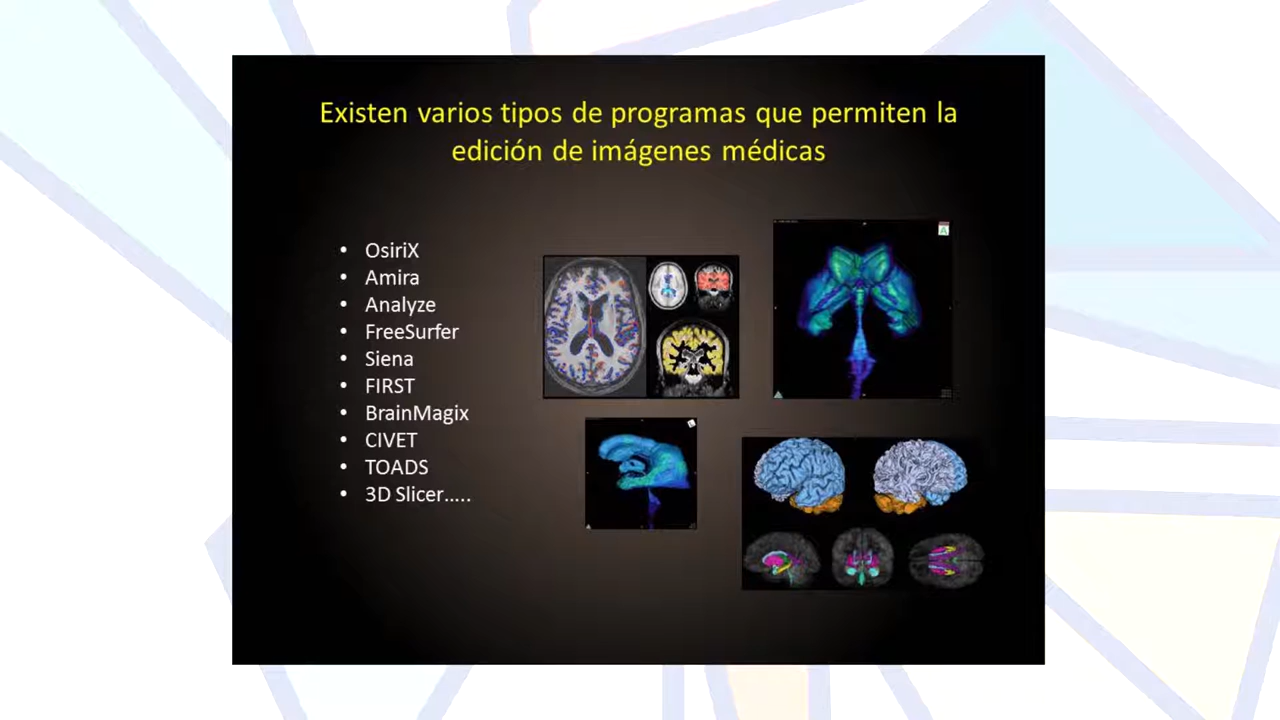 Existen varios tipos de programas que permiten la
edición de imágenes médicas
• OsiriX
• Amira
• Analyze
• FreeSurfer
• Siena
• FIRST
• BrainMagix
• CIVET
• TOADS
• 3D Slicer.....